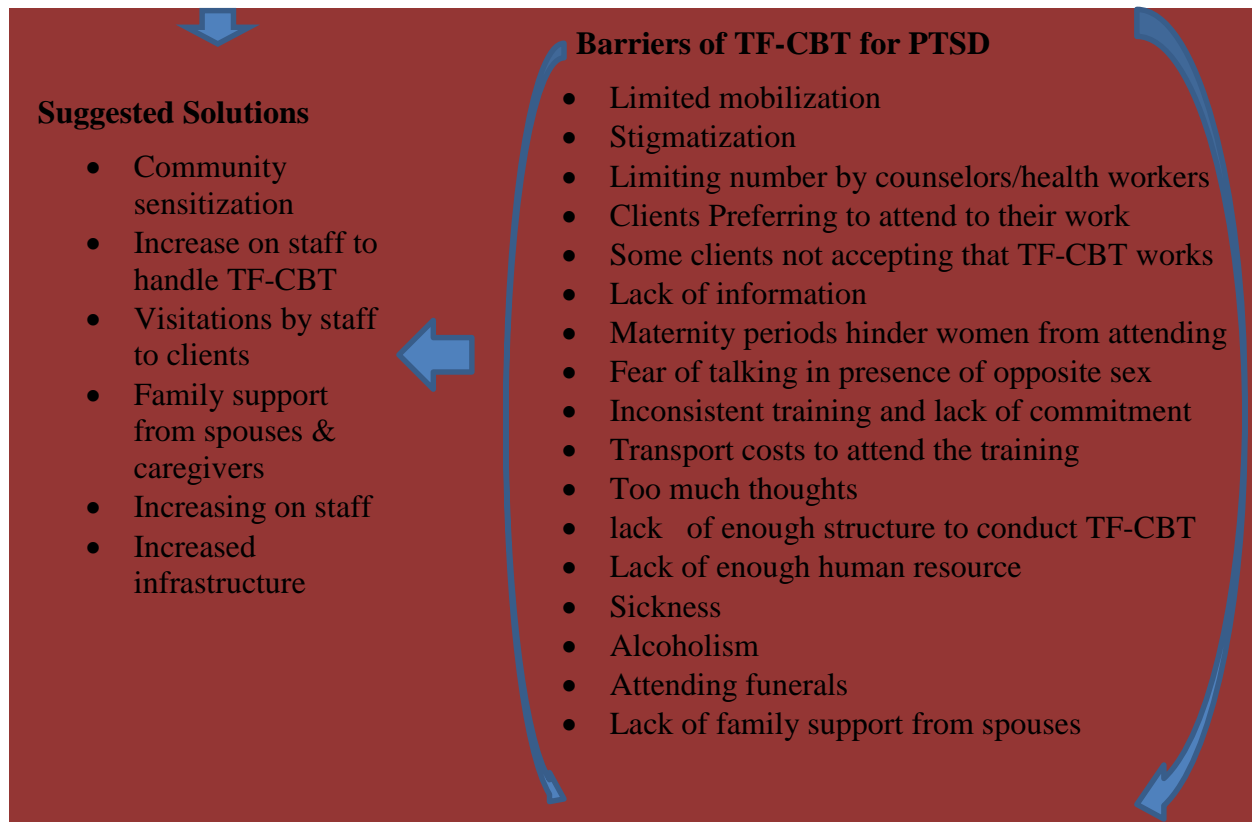 Suggested Solutions
• Community
sensitization
• Increase on staff to
handle TF-CBT
• Visitations by staff
to clients
• Family support
from spouses &
caregivers
• Increasing on staff
• Increased
infrastructure
Barriers of TF-CBT for PTSD
• Limited mobilization
• Stigmatization
• Limiting number by counselors/health workers
• Clients Preferring to attend to their work
• Some clients not accepting that TF-CBT works
• Lack of information
• Maternity periods hinder women from attending
• Fear of talking in presence of opposite sex
• Inconsistent training and lack of commitment
• Transport costs to attend the training
• Too much thoughts
• lack of enough structure to conduct TF-CBT
• Lack of enough human resource
• Sickness
• Alcoholism
• Attending funerals
• Lack of family support from spouses